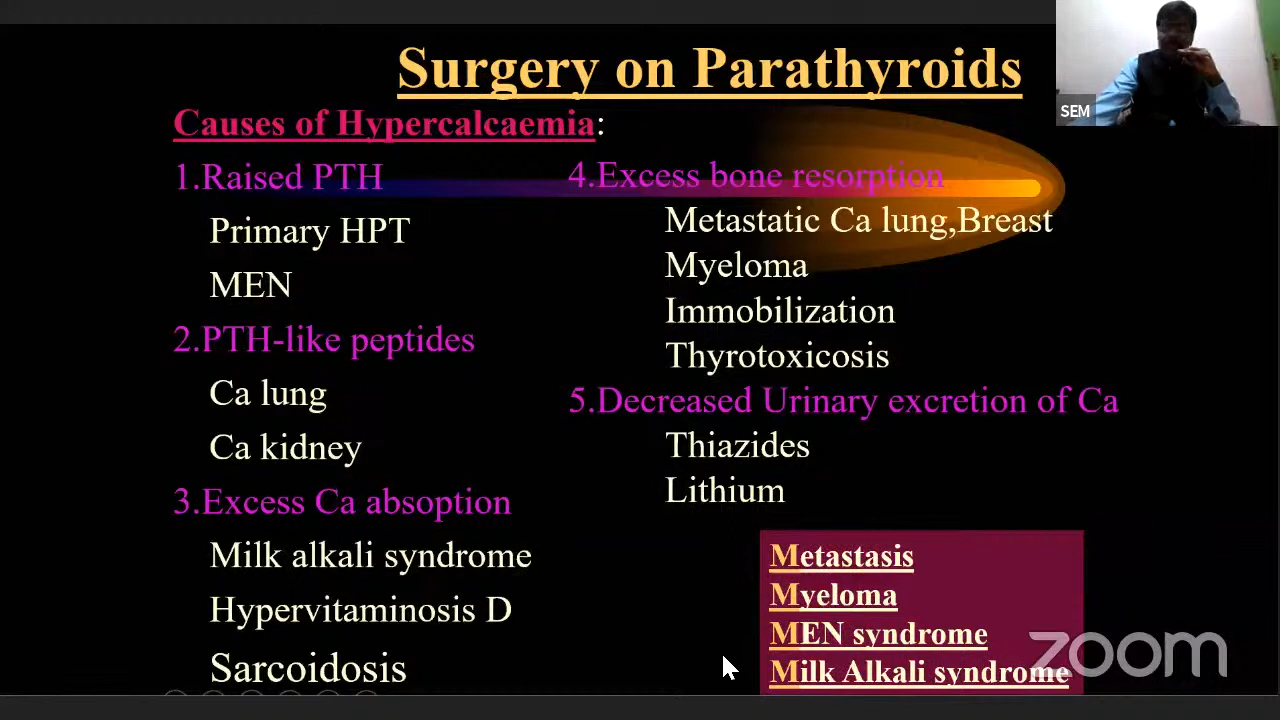 Surgery on Parathyroids
SEM
Causes of Hypercalcaemia:
1.Raised PTH
Primary HPT
MEN
2.PTH-like peptides
Ca lung
Ca kidney
3.Excess Ca absoption
Milk alkali syndrome
Hypervitaminosis D
Sarcoidosis
4.Excess bone resorption
Metastatic Ca lung,Breast
Myeloma
Immobilization
Thyrotoxicosis
5.Decreased Urinary excretion of Ca
Thiazides
Lithium
Metastasis
Myeloma
MEN syndrome
Milk Alkali syndrome
zoom